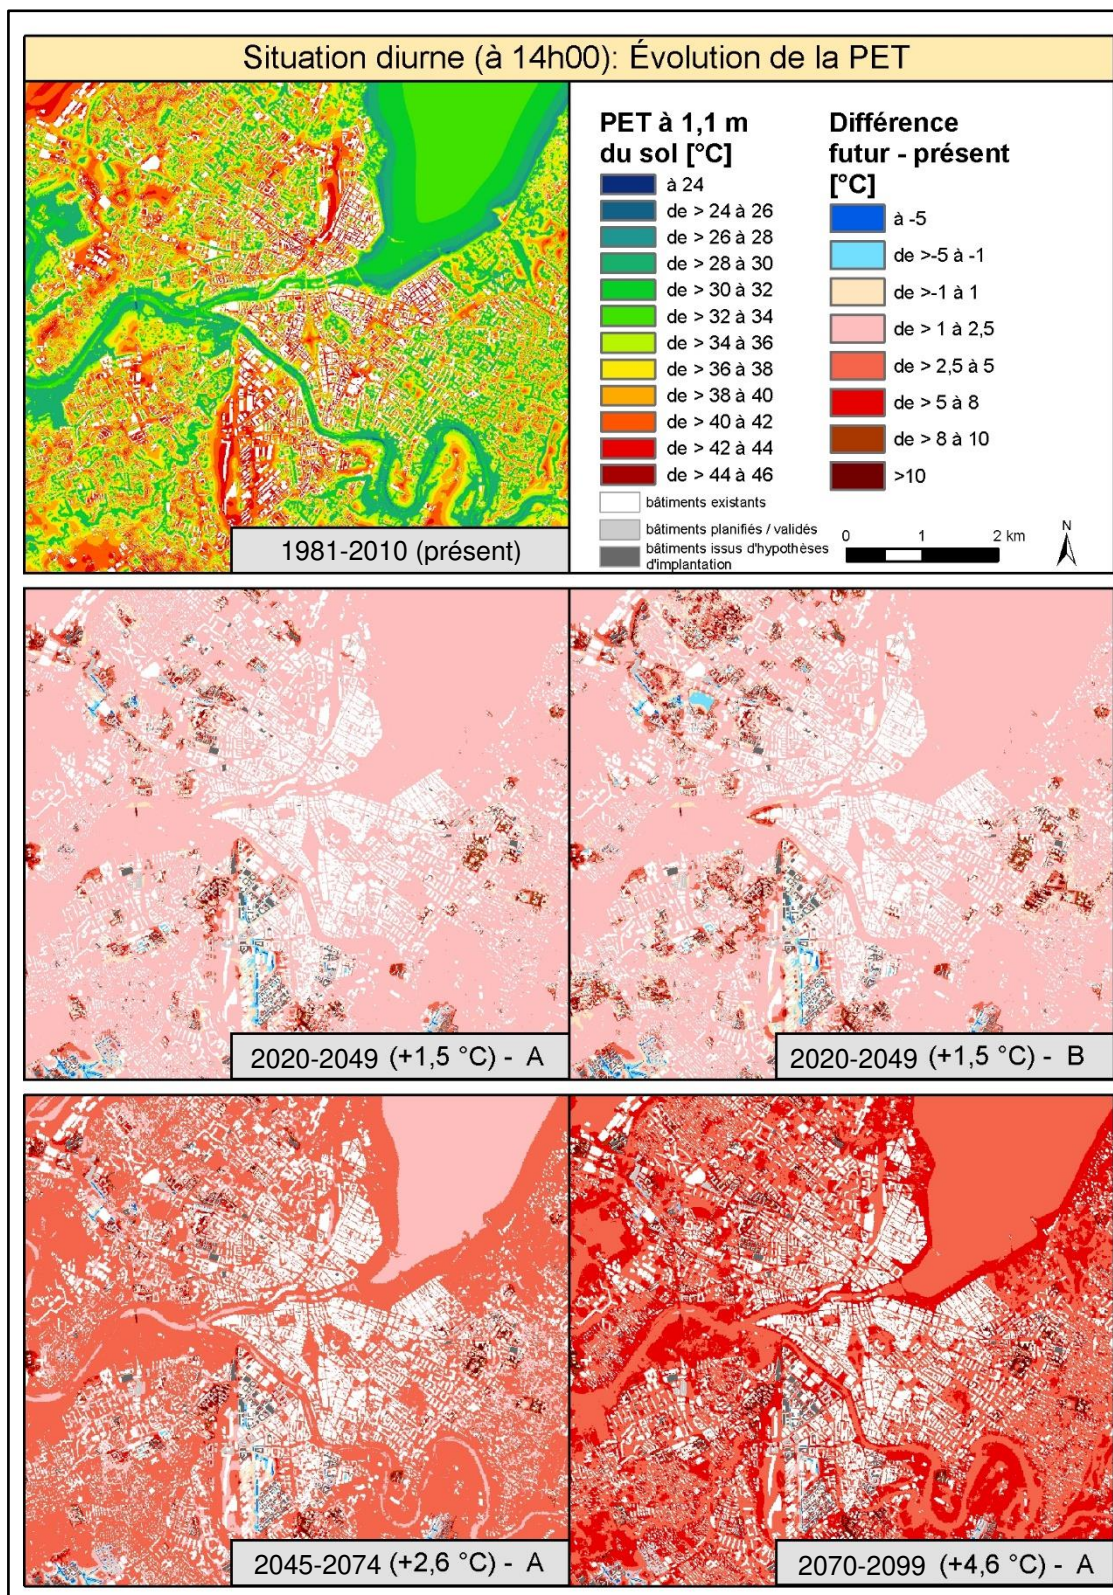 Situation diurne (à 14h00): Évolution de la PET
PET à 1,1 m
du sol [°C]
à 24
de > 24 à 26
de > 26 à 28
de > 28 à 30
de > 30 à 32
de > 32 à 34
de > 34 à 36
de > 36 à 38
de > 38 à 40
de > 40 à 42
de > 42 à 44
de > 44 à 46
bâtiments existants
bâtiments planifiés / validés
bâtiments issus d'hypothèses
d'implantation
Différence
futur - présent
[°C]
à -5
de >-5 à -1
de >-1 à 1
de > 1 à 2,5
de > 2,5 à 5
de > 5 à 8
de > 8 à 10
>10
0 1 2 km
N
1981-2010 (présent)
2020-2049 (+1,5 °C) - A
2020-2049 (+1,5 °C) - B
2045-2074 (+2,6 °C) - A
2070-2099 (+4,6 °C) - A